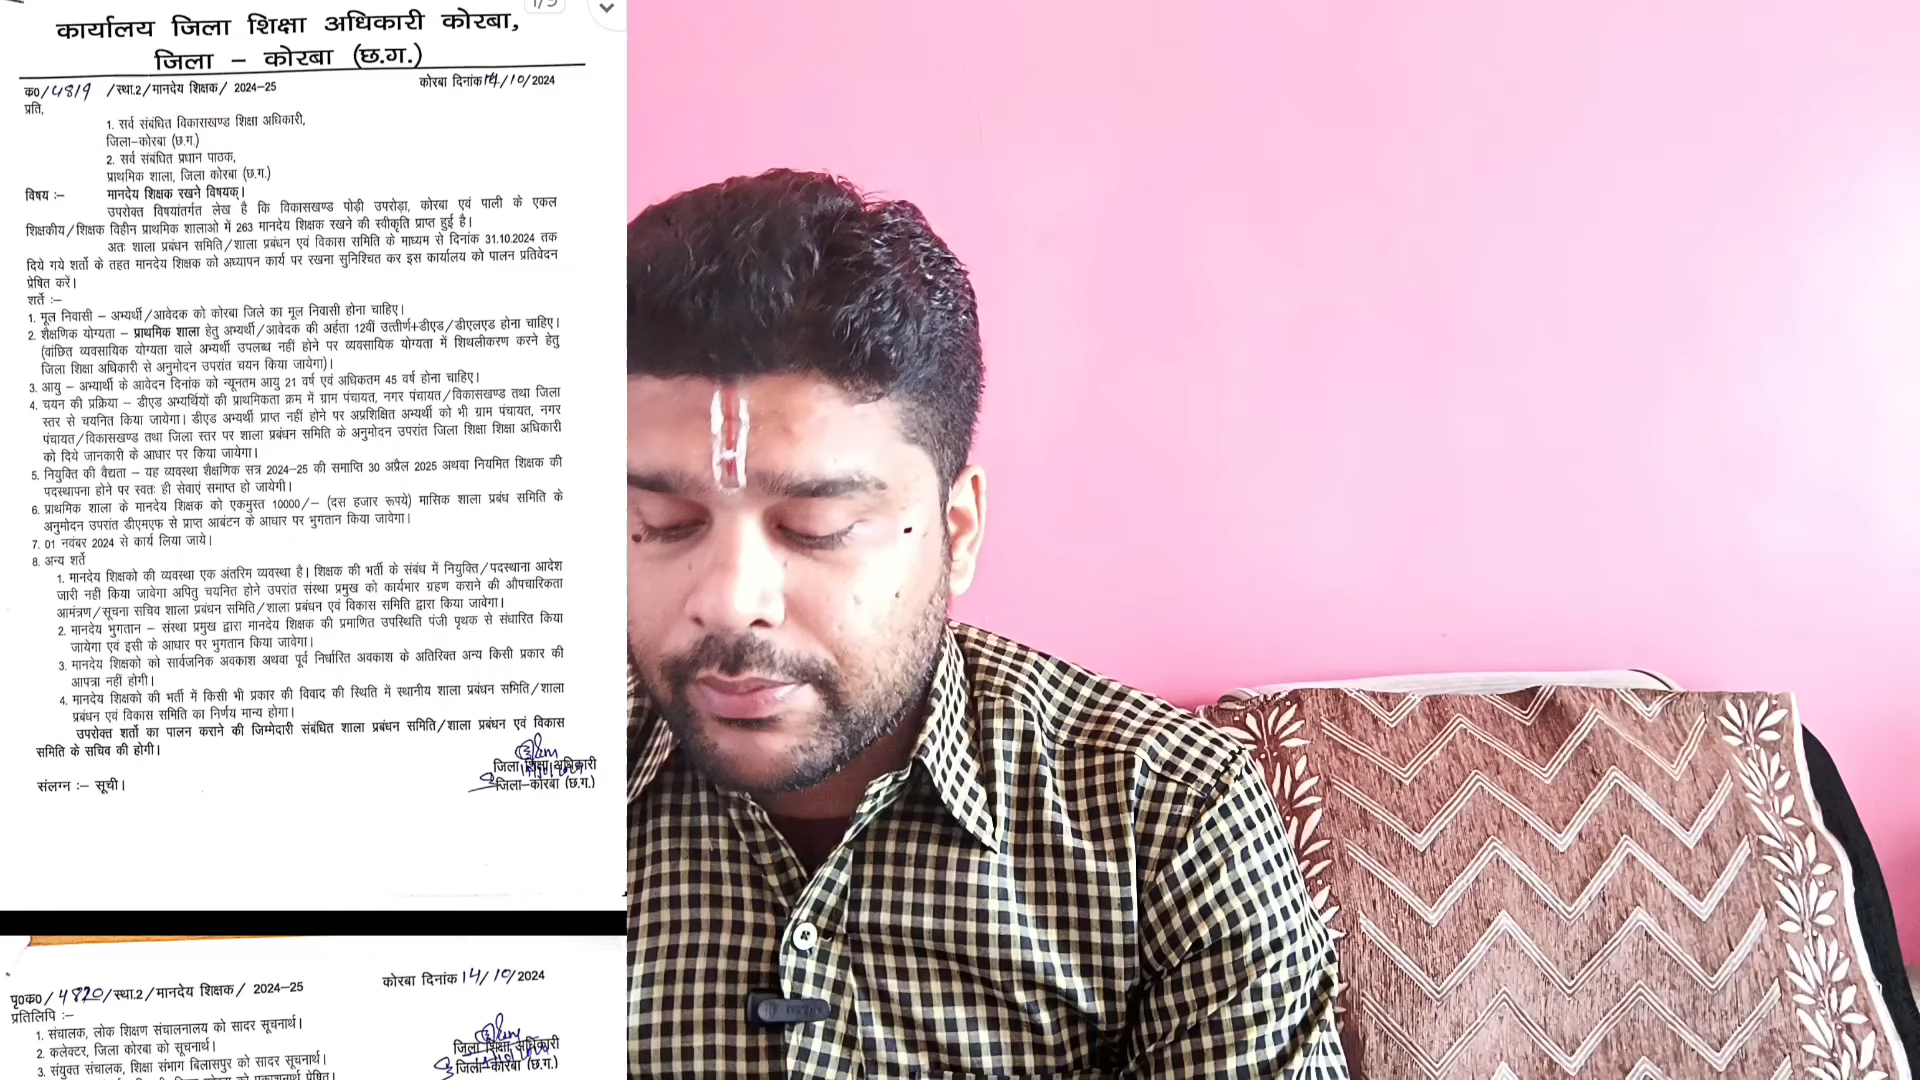 1/9
कार्यालय जिला शिक्षा अधिकारी कोरबा,
जिला – कोरबा (छ.ग.)
क0/4819 /स्था.2/मानदेय शिक्षक/ 2024-25 कोरबा दिनांक 14/10/2024
प्रति,
1. सर्व संबंधित विकाराखण्ड शिक्षा अधिकारी,
जिला-कोरबा (छ.ग.)
2. सर्व संबंधित प्रधान पाठक,
प्राथमिक शाला, जिला कोरबा (छ.ग.)
विषय :- मानदेय शिक्षक रखने विषयक्।
उपरोक्त विषयांतर्गत लेख है कि विकासखण्ड पोड़ी उपरोड़ा, कोरबा एवं पाली के एकल
शिक्षकीय/शिक्षक विहीन प्राथमिक शालाओ में 263 मानदेय शिक्षक रखने की स्वीकृति प्राप्त हुई है।
अतः शाला प्रबंधन समिति/शाला प्रबंधन एवं विकास समिति के माध्यम से दिनांक 31.10.2024 तक
दिये गये शर्तो के तहत मानदेय शिक्षक को अध्यापन कार्य पर रखना सुनिश्चित कर इस कार्यालय को पालन प्रतिवेदन
प्रेषित करें।
शर्ते :-
1. मूल निवासी – अभ्यर्थी/आवेदक को कोरबा जिले का मूल निवासी होना चाहिए।
2. शैक्षणिक योग्यता – प्राथमिक शाला हेतु अभ्यर्थी/आवेदक की अर्हता 12वीं उत्तीर्ण+डीएड/डीएलएड होना चाहिए।
(वांछित व्यवसायिक योग्यता वाले अभ्यर्थी उपलब्ध नहीं होने पर व्यवसायिक योग्यता में शिथलीकरण करने हेतु
जिला शिक्षा अधिकारी से अनुमोदन उपरांत चयन किया जायेगा)।
3. आयु – अभ्यार्थी के आवेदन दिनांक को न्यूनतम आयु 21 वर्ष एवं अधिकतम 45 वर्ष होना चाहिए।
4. चयन की प्रक्रिया – डीएड अभ्यर्थियों की प्राथमिकता क्रम में ग्राम पंचायत, नगर पंचायत/विकासखण्ड तथा जिला
स्तर से चयनित किया जायेगा। डीएड अभ्यर्थी प्राप्त नहीं होने पर अप्रशिक्षित अभ्यर्थी को भी ग्राम पंचायत, नगर
पंचायत/विकासखण्ड तथा जिला स्तर पर शाला प्रबंधन समिति के अनुमोदन उपरांत जिला शिक्षा शिक्षा अधिकारी
को दिये जानकारी के आधार पर किया जायेगा।
5. नियुक्ति की वैद्यता – यह व्यवस्था शैक्षणिक सत्र 2024-25 की समाप्ति 30 अप्रैल 2025 अथवा नियमित शिक्षक की
पदस्थापना होने पर स्वतः ही सेवाएं समाप्त हो जायेगी।
6. प्राथमिक शाला के मानदेय शिक्षक को एकमुस्त 10000/- (दस हजार रूपये) मासिक शाला प्रबंध समिति के
अनुमोदन उपरांत डीएमएफ से प्राप्त आबंटन के आधार पर भुगतान किया जावेगा।
7. 01 नवंबर 2024 से कार्य लिया जाये।
8. अन्य शर्ते
1. मानदेय शिक्षको की व्यवस्था एक अंतरिम व्यवस्था है। शिक्षक की भर्ती के संबंध में नियुक्ति/पदस्थाना आदेश
जारी नहीं किया जावेगा अपितु चयनित होने उपरांत संस्था प्रमुख को कार्यभार ग्रहण कराने की औपचारिकता
आमंत्रण/सूचना सचिव शाला प्रबंधन समिति/शाला प्रबंधन एवं विकास समिति द्वारा किया जावेगा।
2. मानदेय भुगतान – संस्था प्रमुख द्वारा मानदेय शिक्षक की प्रमाणित उपस्थिति पंजी पृथक से संधारित किया
जायेगा एवं इसी के आधार पर भुगतान किया जावेगा।
3. मानदेय शिक्षको को सार्वजनिक अवकाश अथवा पूर्व निर्धारित अवकाश के अतिरिक्त अन्य किसी प्रकार की
आपत्रा नहीं होगी।
4. मानदेय शिक्षको की भर्ती में किसी भी प्रकार की विवाद की स्थिति में स्थानीय शाला प्रबंधन समिति/शाला
प्रबंधन एवं विकास समिति का निर्णय मान्य होगा।
उपरोक्त शर्तो का पालन कराने की जिम्मेदारी संबंधित शाला प्रबंधन समिति/शाला प्रबंधन एवं विकास
समिति के सचिव की होगी।
जिला शिक्षा अधिकारी
जिला-कोरबा (छ.ग.)
संलग्न :- सूची।
पृ0क0/4820/स्था.2/मानदेय शिक्षक/ 2024-25 कोरबा दिनांक 14/10/2024
प्रतिलिपि :-
1. संचालक, लोक शिक्षण संचालनालय को सादर सूचनार्थ।
2. कलेक्टर, जिला कोरबा को सूचनार्थ।
3. संयुक्त संचालक, शिक्षा संभाग बिलासपुर को सादर सूचनार्थ।
जिला शिक्षा अधिकारी
जिला-कोरबा (छ.ग.)